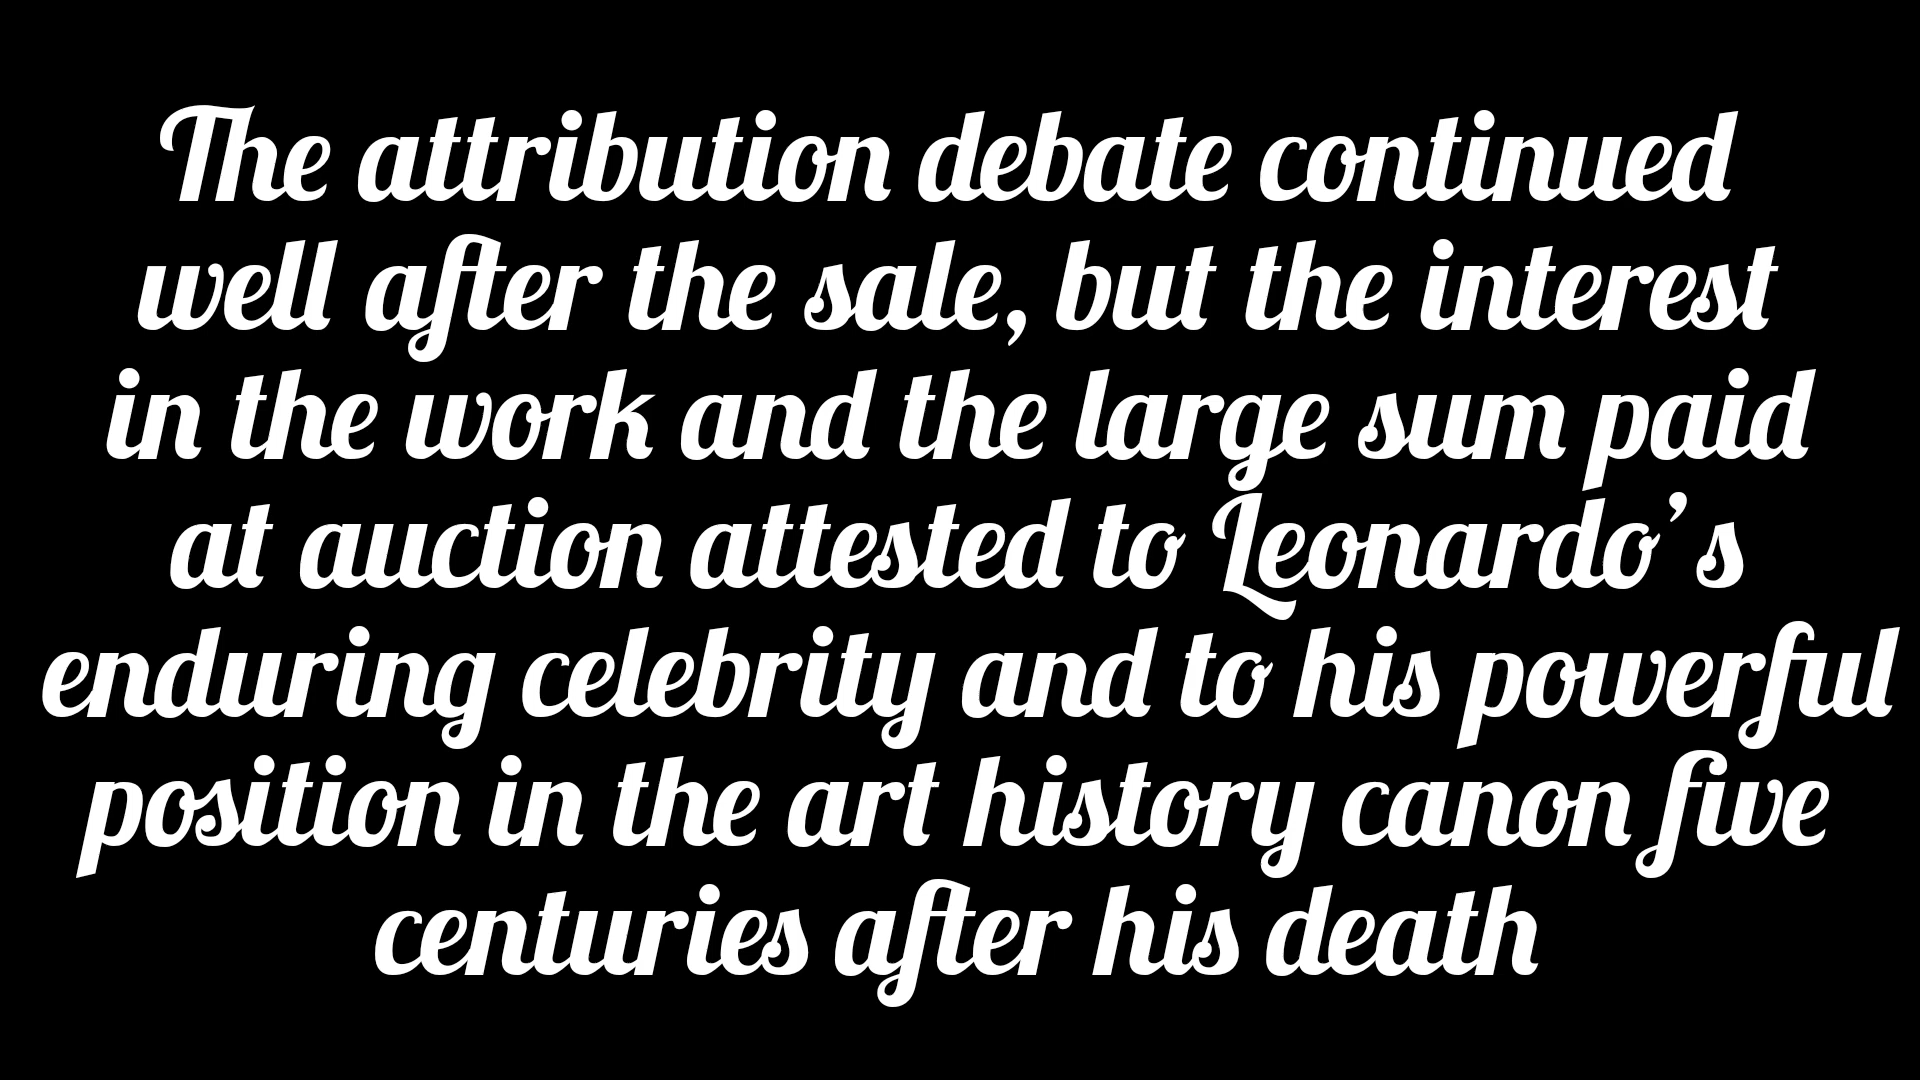 The attribution debate continued
well after the sale, but the interest
in the work and the large sum paid
at auction attested to Leonardo’s
enduring celebrity and to his powerful
position in the art history canon five
centuries after his death